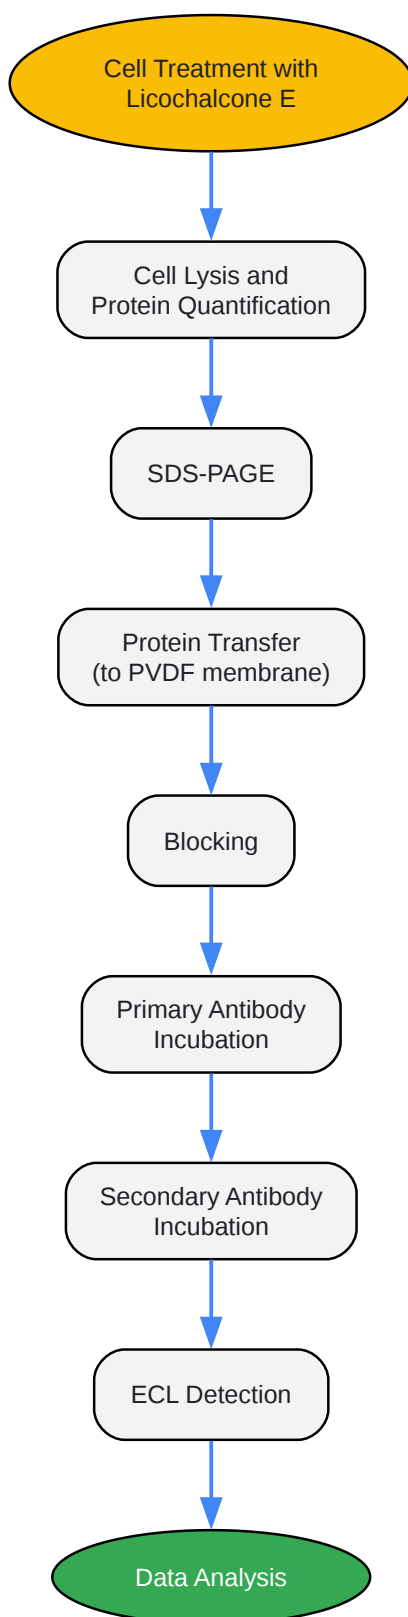 Cell Treatment with
Licochalcone E
Cell Lysis and
Protein Quantification
SDS-PAGE
Protein Transfer
(to PVDF membrane)
Blocking
Primary Antibody
Incubation
Secondary Antibody
Incubation
ECL Detection
Data Analysis